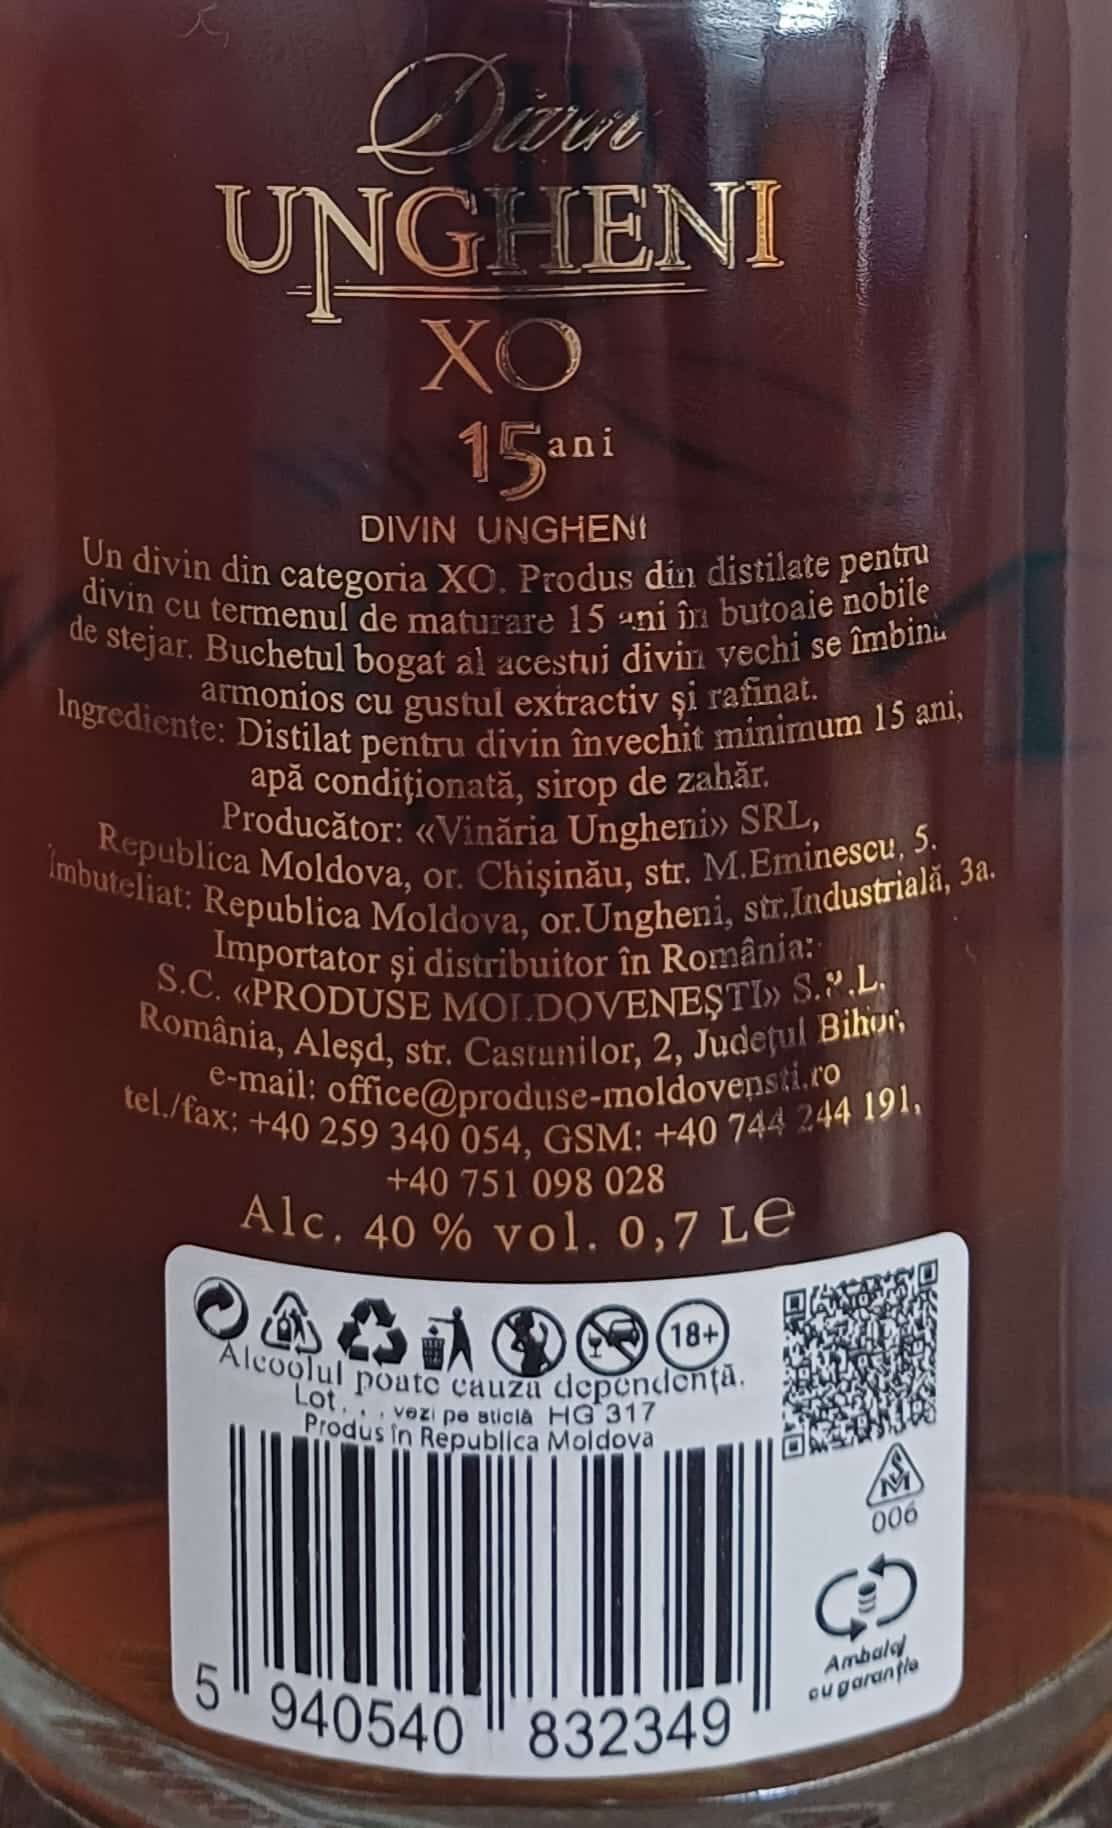 Divin
UNGHENI
XO
15 ani
DIVIN UNGHENI
Un divin din categoria XO. Produs din distilate pentru
divin cu termenul de maturare 15 ani în butoaie nobile
de stejar. Buchetul bogat al acestui divin vechi se îmbină
armonios cu gustul extractiv și rafinat.
Ingrediente: Distilat pentru divin învechit minimum 15 ani,
apă condiționată, sirop de zahăr.
Producător: «Vinăria Ungheni» SRL,
Republica Moldova, or. Chișinău, str. M.Eminescu, 5.
Îmbuteliat: Republica Moldova, or.Ungheni, str.Industrială, 3a.
Importator și distribuitor în România:
S.C. «PRODUSE MOLDOVENEȘTI» S.R.L.
România, Aleșd, str. Castanilor, 2, Județul Bihor,
e-mail: office@produse-moldovensti.ro
tel./fax: +40 259 340 054, GSM: +40 744 244 191,
+40 751 098 028
Alc. 40 % vol. 0,7 L e
18+
Alcoolul poate cauza dependență.
Lot. . , vezi pe sticlă HG 317
Produs în Republica Moldova
SM
006
Ambalaj
cu garanție
5 940540 832349